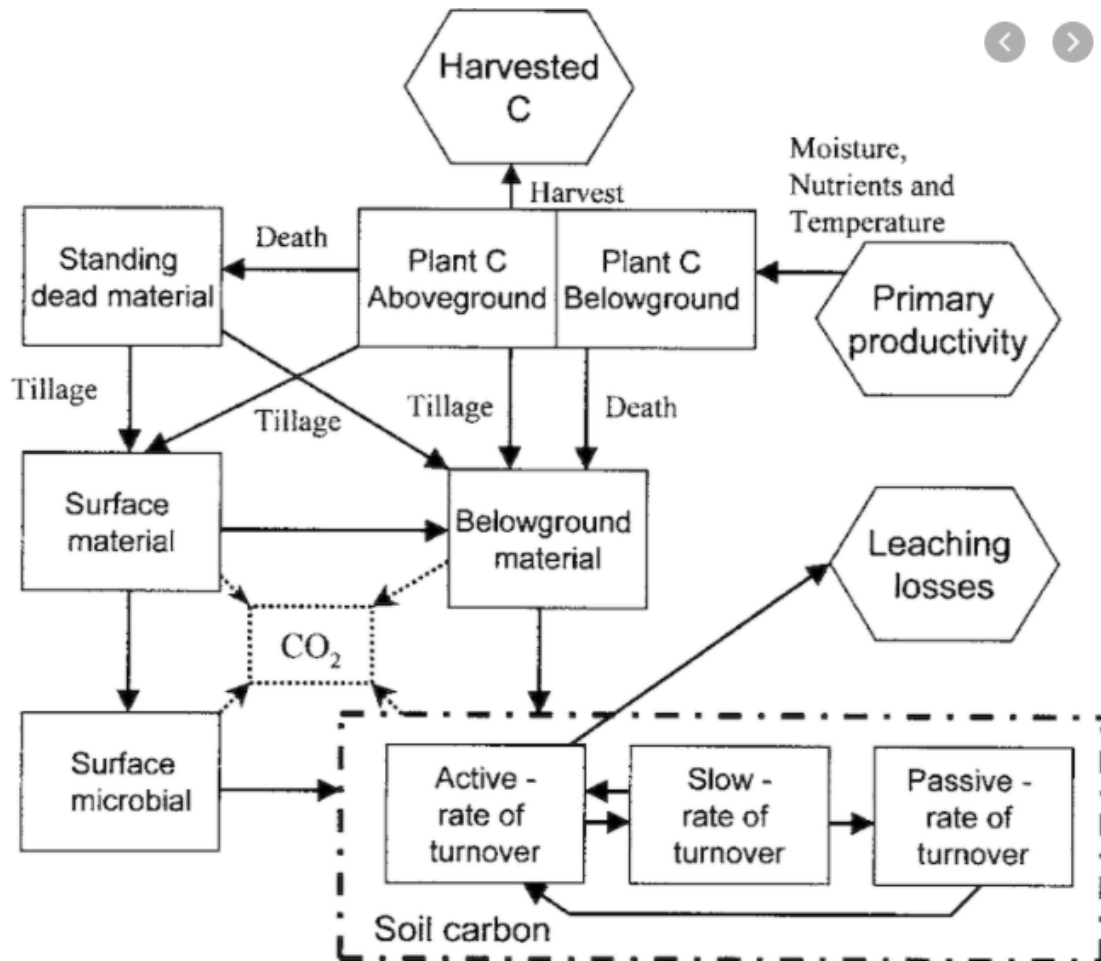 Harvested
C
Moisture,
Nutrients and
Temperature
Harvest
Death
Standing
dead material
Plant C
Aboveground
Plant C
Belowground
Primary
productivity
Tillage
Tillage
Tillage
Death
Surface
material
Belowground
material
Leaching
losses
CO₂
Surface
microbial
Active -
rate of
turnover
Slow -
rate of
turnover
Passive -
rate of
turnover
Soil carbon